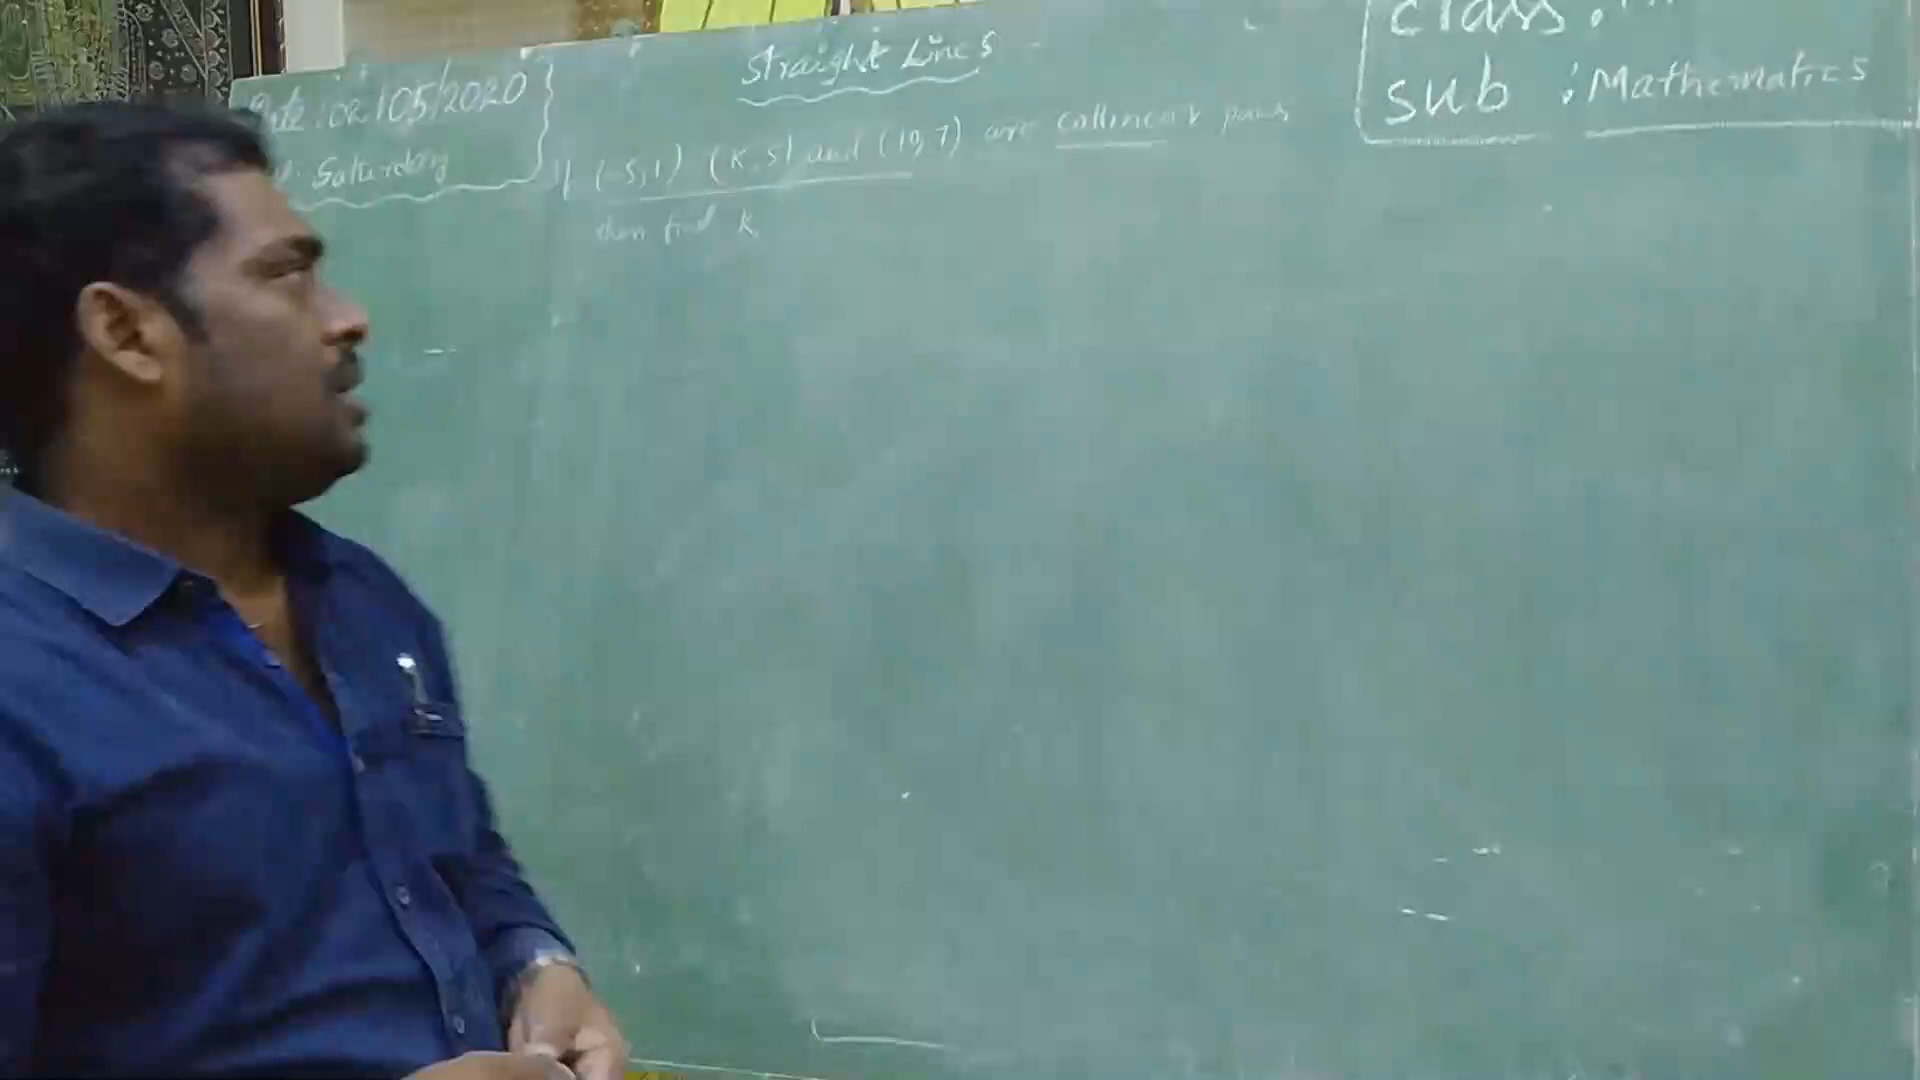 Straight Lines
Date: 02/05/2020
Saturday
class:
sub : Mathematics
If (-5,1) (K,5) and (10,7) are collinear points
then find K.